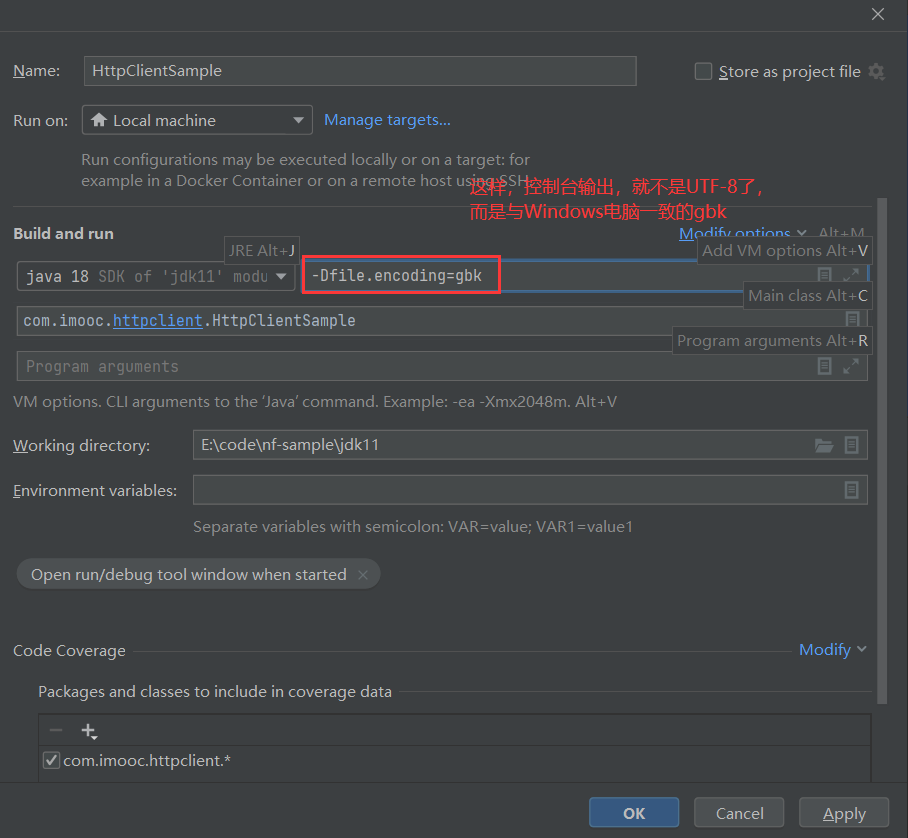 Name: HttpClientSample Store as project file
Run on: Local machine Manage targets...
Run configurations may be executed locally or on a target: for
example in a Docker Container or on a remote host using SSH.
这样，控制台输出，就不是UTF-8了，
而是与Windows电脑一致的gbk
Build and run Modify options Alt+M
JRE Alt+J Add VM options Alt+V
java 18 SDK of 'jdk11' modu -Dfile.encoding=gbk
Main class Alt+C
com.imooc.httpclient.HttpClientSample
Program arguments Alt+R
Program arguments
VM options. CLI arguments to the ‘Java’ command. Example: -ea -Xmx2048m. Alt+V
Working directory: E:\code\nf-sample\jdk11
Environment variables:
Separate variables with semicolon: VAR=value; VAR1=value1
Open run/debug tool window when started
Code Coverage Modify
Packages and classes to include in coverage data
com.imooc.httpclient.*
OK Cancel Apply